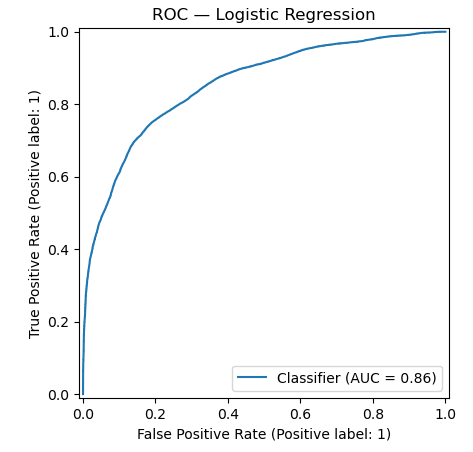 ROC — Logistic Regression
True Positive Rate (Positive label: 1)
1.0
0.8
0.6
0.4
0.2
0.0
Classifier (AUC = 0.86)
0.0 0.2 0.4 0.6 0.8 1.0
False Positive Rate (Positive label: 1)